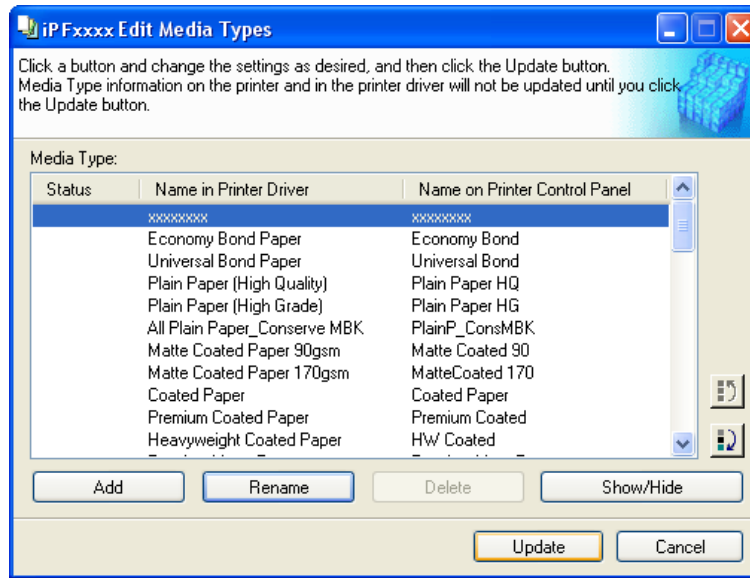 iPFxxxx Edit Media Types
Click a button and change the settings as desired, and then click the Update button.
Media Type information on the printer and in the printer driver will not be updated until you click
the Update button.
Media Type:
Status Name in Printer Driver Name on Printer Control Panel
xxxxxxxx xxxxxxxx
Economy Bond Paper Economy Bond
Universal Bond Paper Universal Bond
Plain Paper (High Quality) Plain Paper HQ
Plain Paper (High Grade) Plain Paper HG
All Plain Paper_Conserve MBK PlainP_ConsMBK
Matte Coated Paper 90gsm Matte Coated 90
Matte Coated Paper 170gsm MatteCoated 170
Coated Paper Coated Paper
Premium Coated Paper Premium Coated
Heavyweight Coated Paper HW Coated
Add Rename Delete Show/Hide
Update Cancel